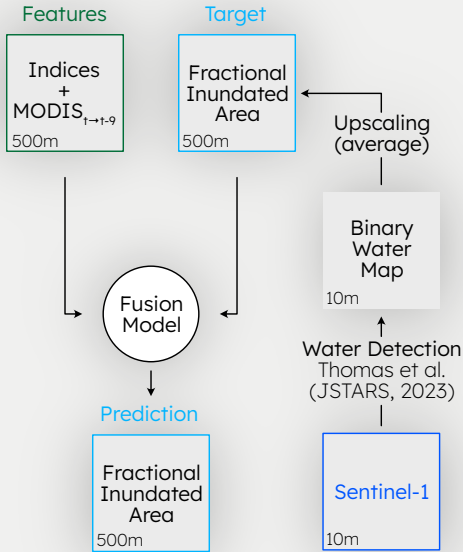 Features
Indices
+
MODIS t→t-9
500m
Target
Fractional
Inundated
Area
500m
Upscaling
(average)
Binary
Water
Map
10m
Fusion
Model
Water Detection
Thomas et al.
(JSTARS, 2023)
Prediction
Fractional
Inundated
Area
500m
Sentinel-1
10m